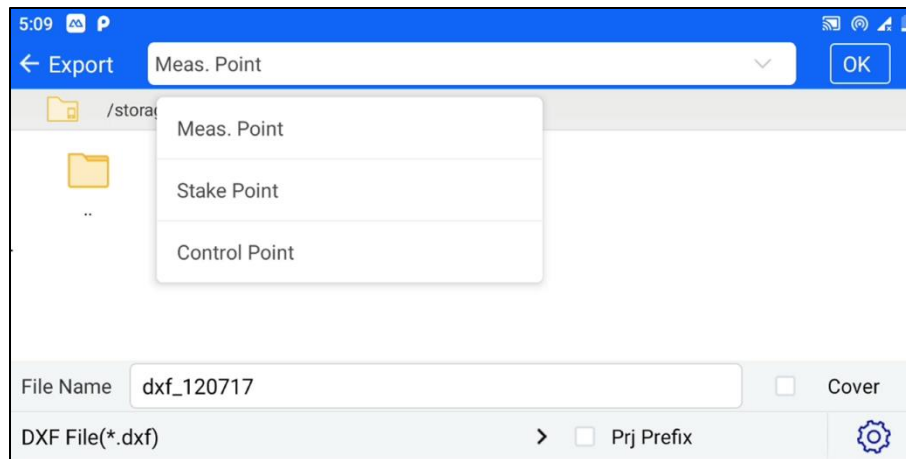 5:09
Export
Meas. Point
OK
/storag
Meas. Point
Stake Point
Control Point
..
File Name
dxf_120717
Cover
DXF File(*.dxf)
Prj Prefix